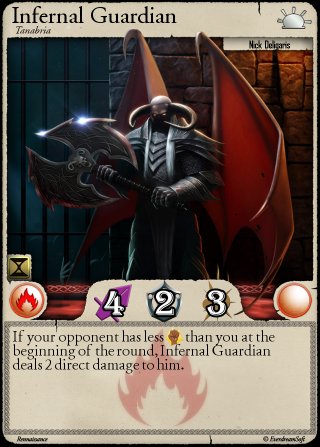 Infernal Guardian
Tanabria
Nick Deligaris
4 2 3
If your opponent has less than you at the
beginning of the round, Infernal Guardian
deals 2 direct damage to him.
Rennaissance © EverdreamSoft